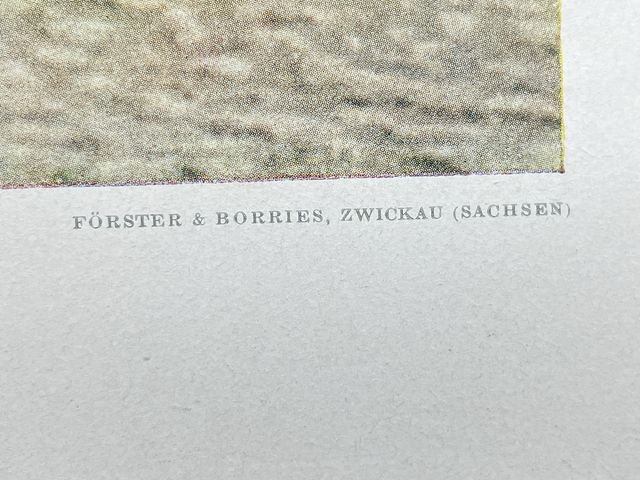 FÖRSTER & BORRIES, ZWICKAU (SACHSEN)